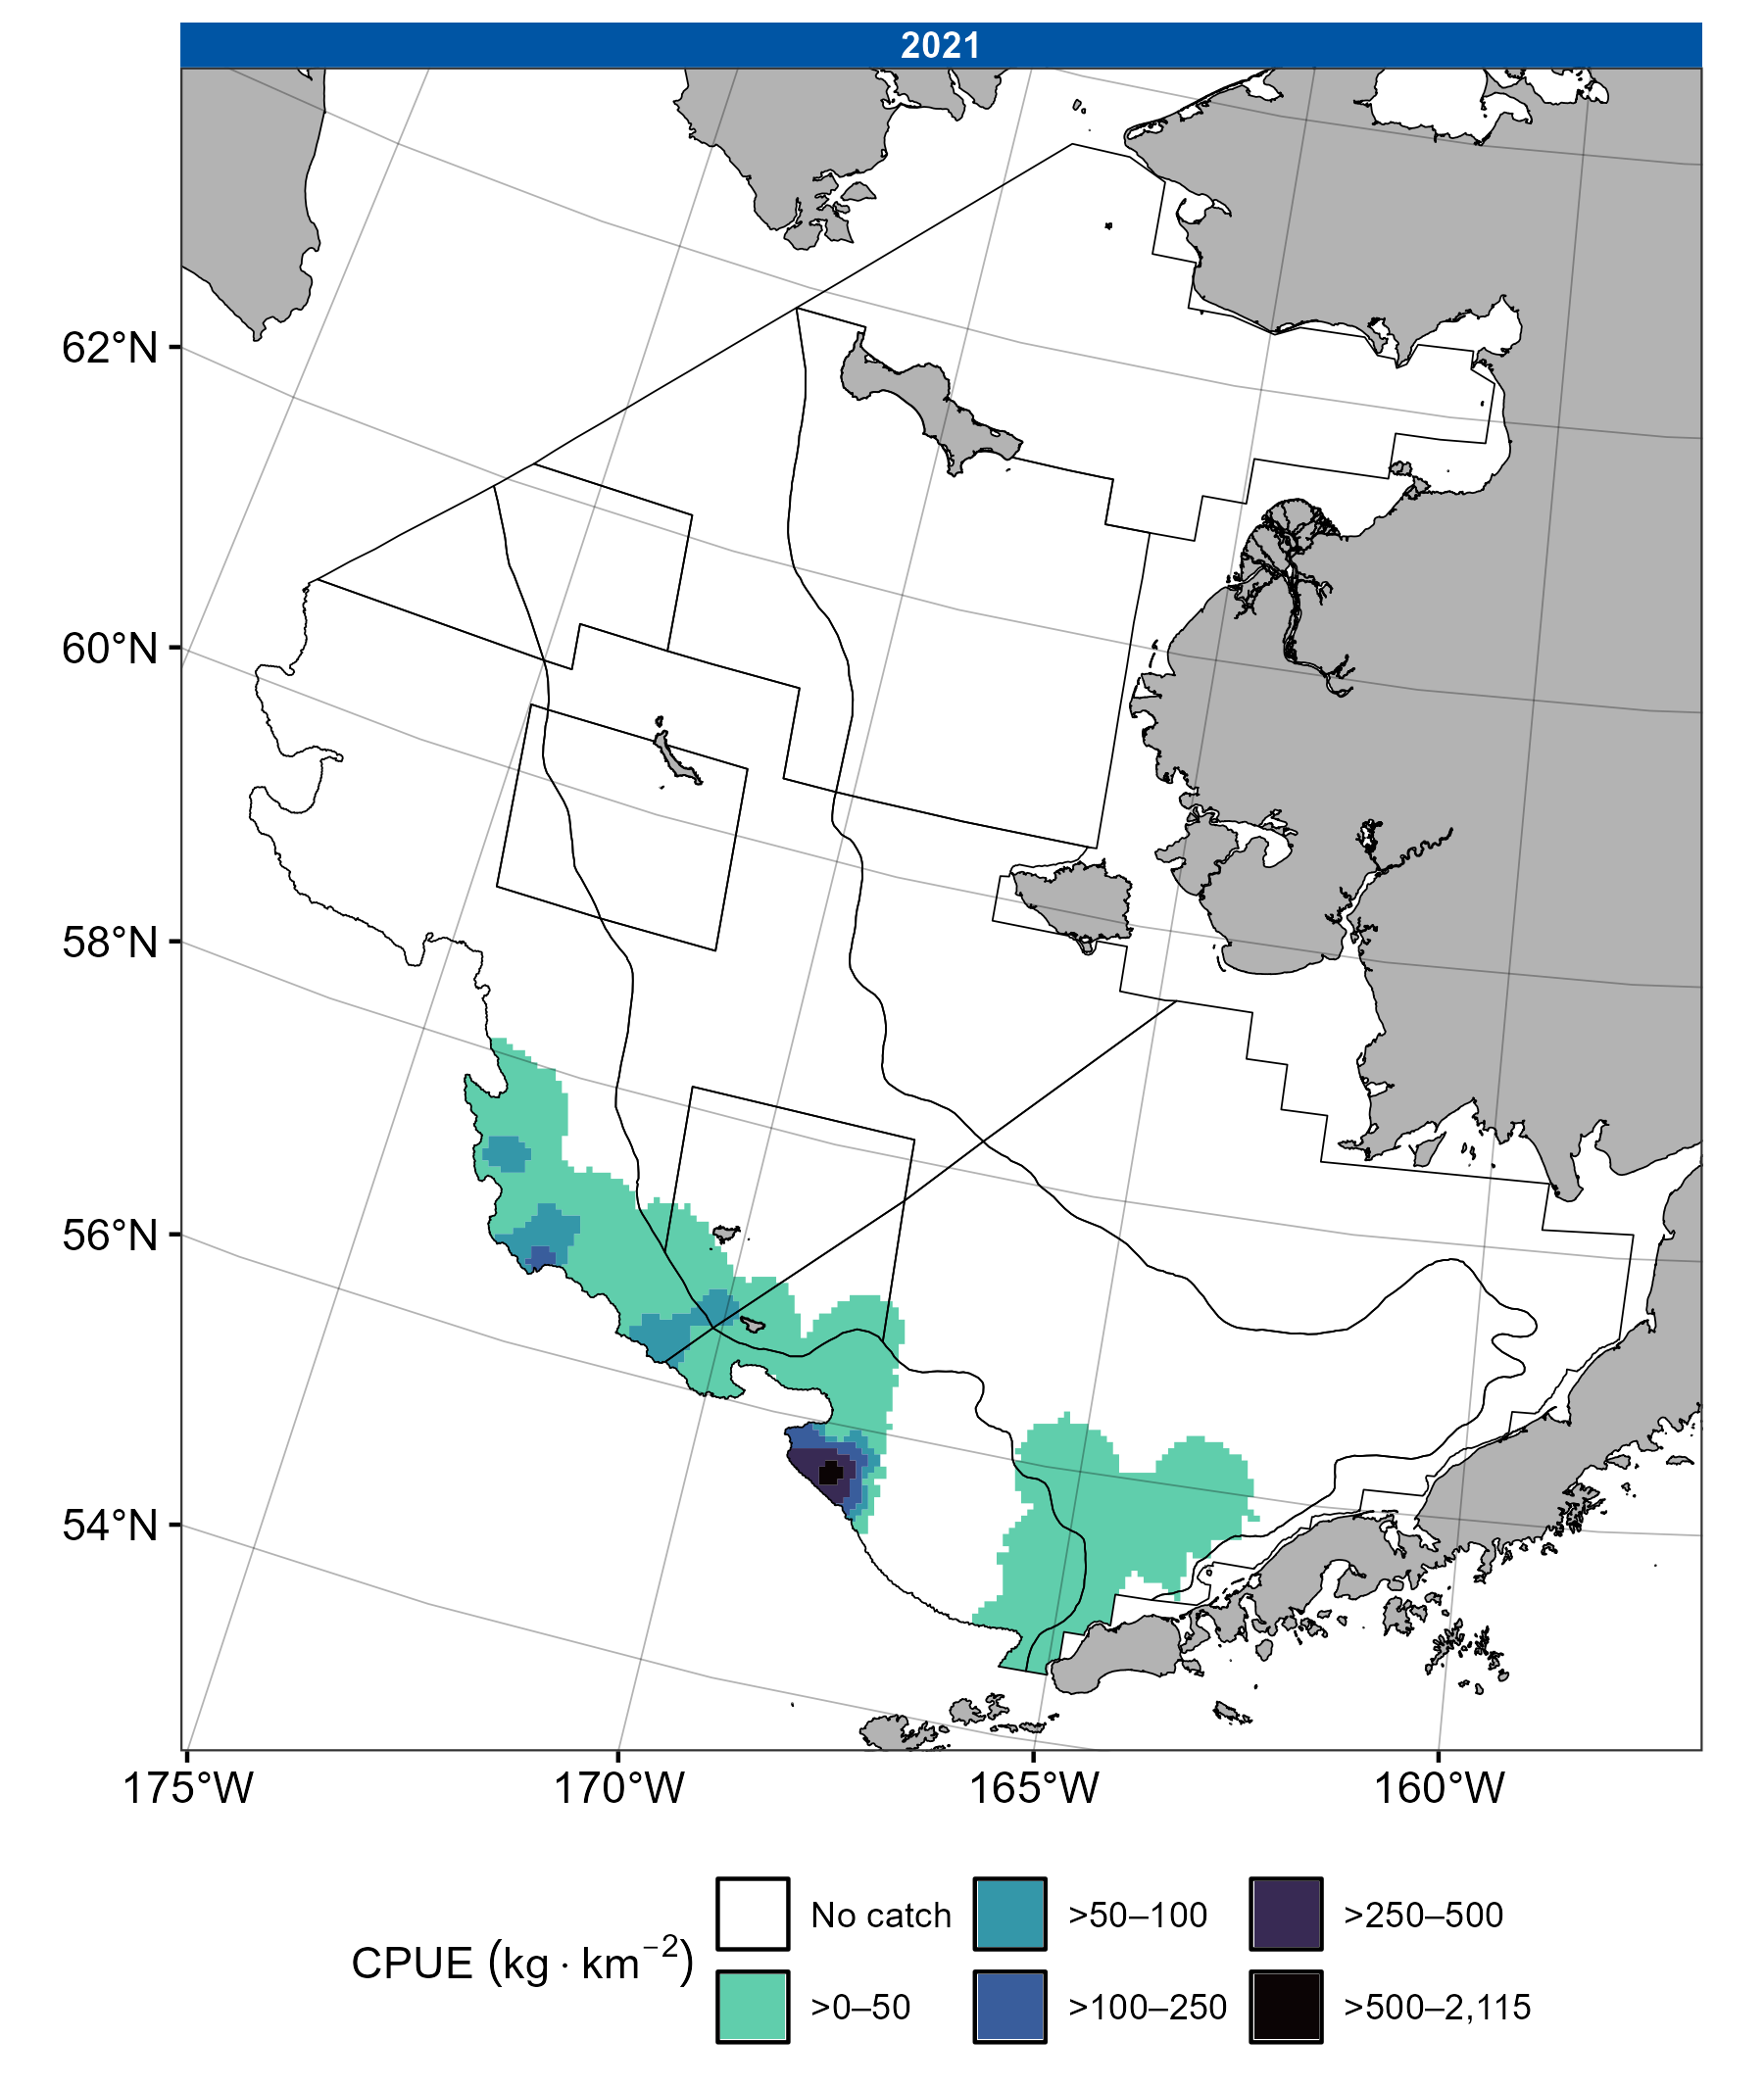 2021
62°N
60°N
58°N
56°N
54°N
175°W 170°W 165°W 160°W
CPUE (kg · km⁻²)
No catch >50–100 >250–500
>0–50 >100–250 >500–2,115